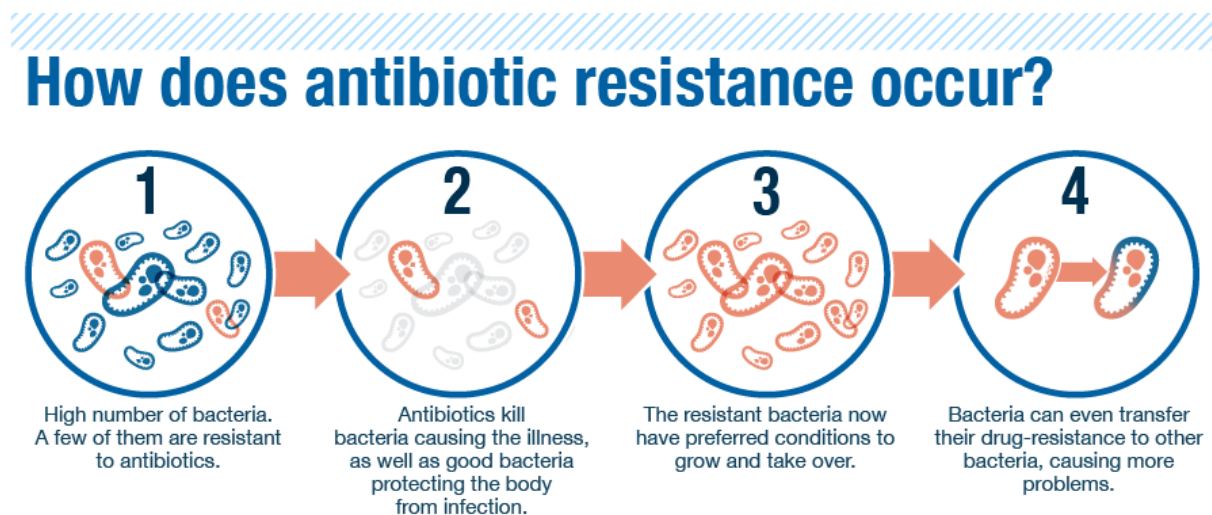 How does antibiotic resistance occur?
1
High number of bacteria.
A few of them are resistant
to antibiotics.
2
Antibiotics kill
bacteria causing the illness,
as well as good bacteria
protecting the body
from infection.
3
The resistant bacteria now
have preferred conditions to
grow and take over.
4
Bacteria can even transfer
their drug-resistance to other
bacteria, causing more
problems.